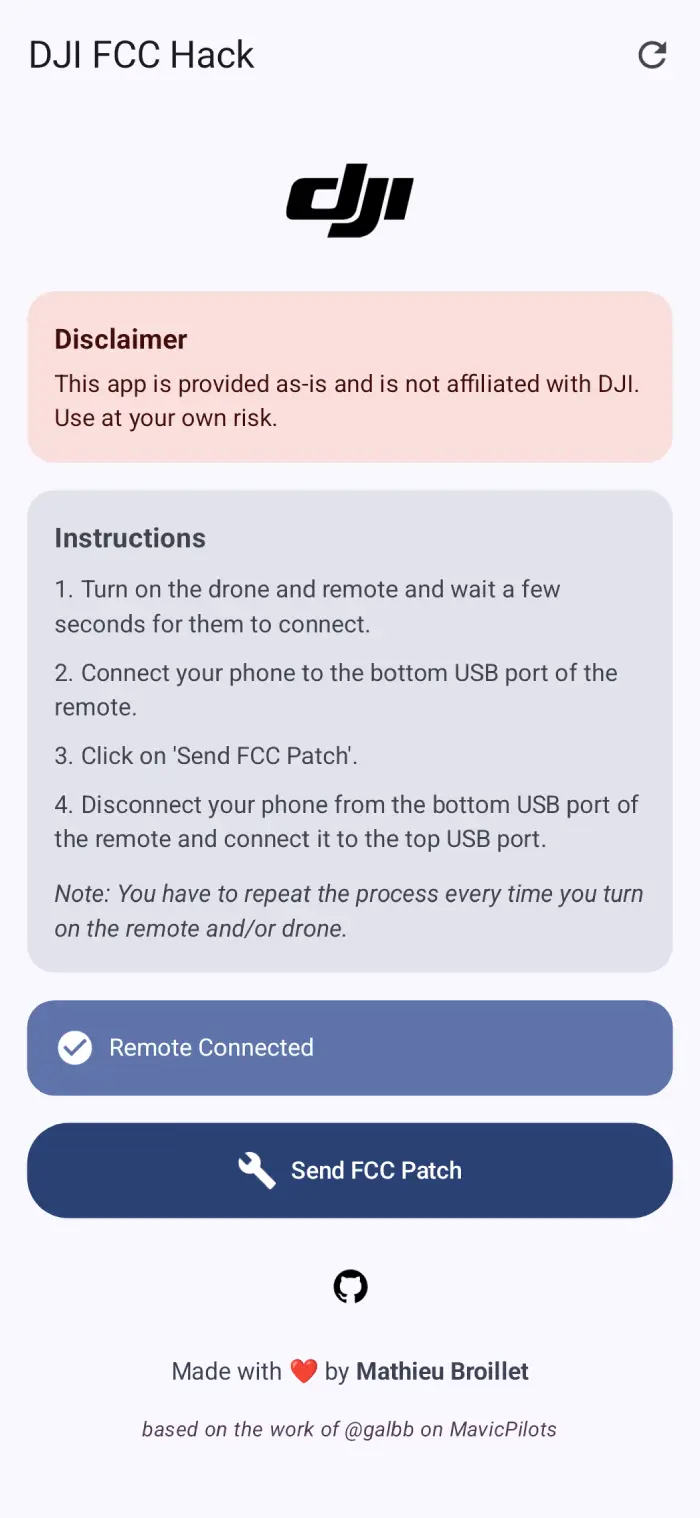 DJI FCC Hack
dji
Disclaimer
This app is provided as-is and is not affiliated with DJI.
Use at your own risk.
Instructions
1. Turn on the drone and remote and wait a few
seconds for them to connect.
2. Connect your phone to the bottom USB port of the
remote.
3. Click on 'Send FCC Patch'.
4. Disconnect your phone from the bottom USB port of
the remote and connect it to the top USB port.
Note: You have to repeat the process every time you turn
on the remote and/or drone.
Remote Connected
Send FCC Patch
Made with ❤️ by Mathieu Broillet
based on the work of @galbb on MavicPilots